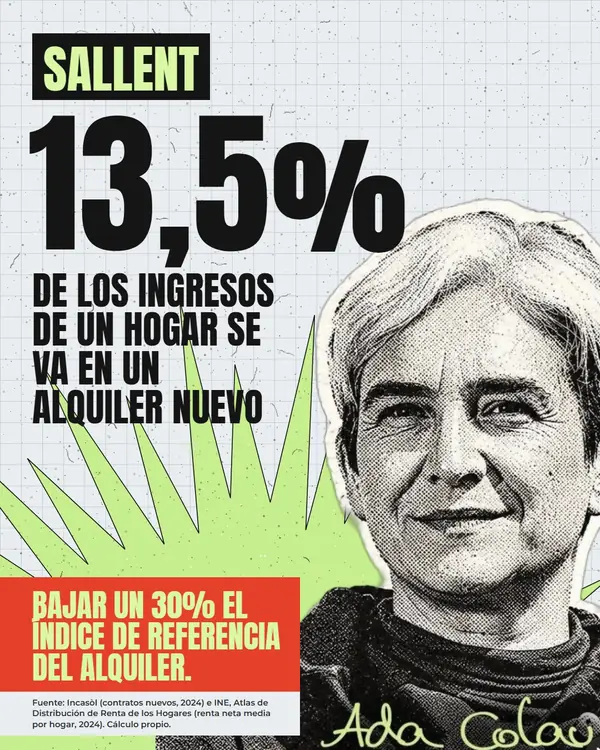 SALLENT
13,5%
DE LOS INGRESOS
DE UN HOGAR SE
VA EN UN
ALQUILER NUEVO
BAJAR UN 30% EL
ÍNDICE DE REFERENCIA
DEL ALQUILER.
Fuente: Incasòl (contratos nuevos, 2024) e INE, Atlas de
Distribución de Renta de los Hogares (renta neta media
por hogar, 2024). Cálculo propio.
Ada Colau